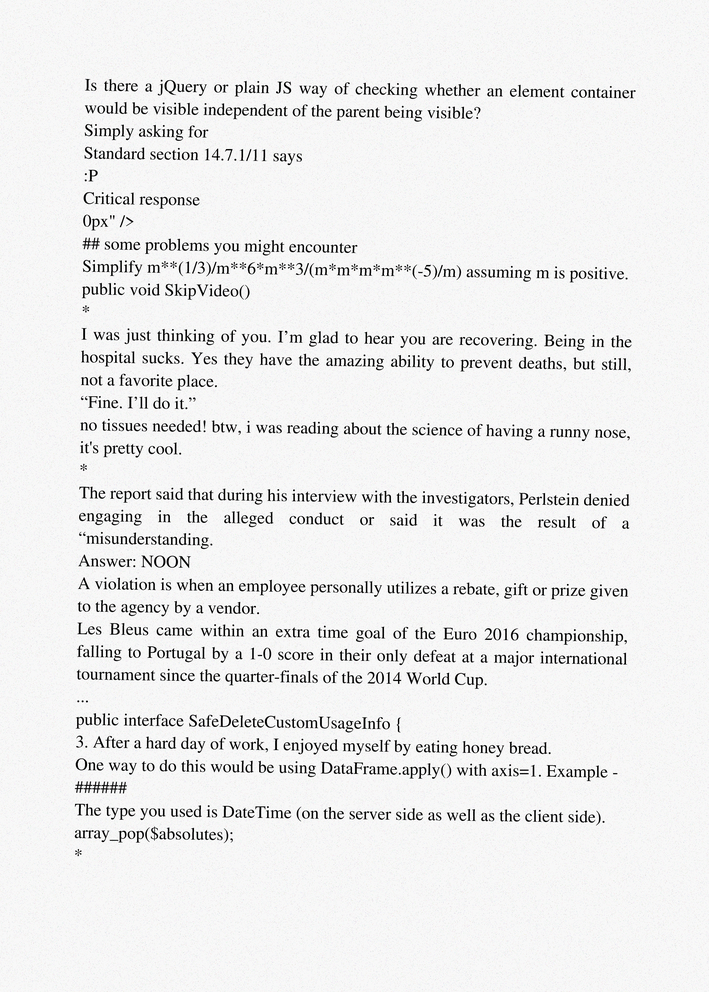 Is there a jQuery or plain JS way of checking whether an element container
would be visible independent of the parent being visible?
Simply asking for
Standard section 14.7.1/11 says
:P
Critical response
0px" />
## some problems you might encounter
Simplify m**(1/3)/m**6*m**3/(m*m*m*m**(-5)/m) assuming m is positive.
public void SkipVideo()
*
I was just thinking of you. I’m glad to hear you are recovering. Being in the
hospital sucks. Yes they have the amazing ability to prevent deaths, but still,
not a favorite place.
“Fine. I’ll do it.”
no tissues needed! btw, i was reading about the science of having a runny nose,
it's pretty cool.
*
The report said that during his interview with the investigators, Perlstein denied
engaging in the alleged conduct or said it was the result of a
“misunderstanding.
Answer: NOON
A violation is when an employee personally utilizes a rebate, gift or prize given
to the agency by a vendor.
Les Bleus came within an extra time goal of the Euro 2016 championship,
falling to Portugal by a 1-0 score in their only defeat at a major international
tournament since the quarter-finals of the 2014 World Cup.
...
public interface SafeDeleteCustomUsageInfo {
3. After a hard day of work, I enjoyed myself by eating honey bread.
One way to do this would be using DataFrame.apply() with axis=1. Example -
######
The type you used is DateTime (on the server side as well as the client side).
array_pop($absolutes);
*